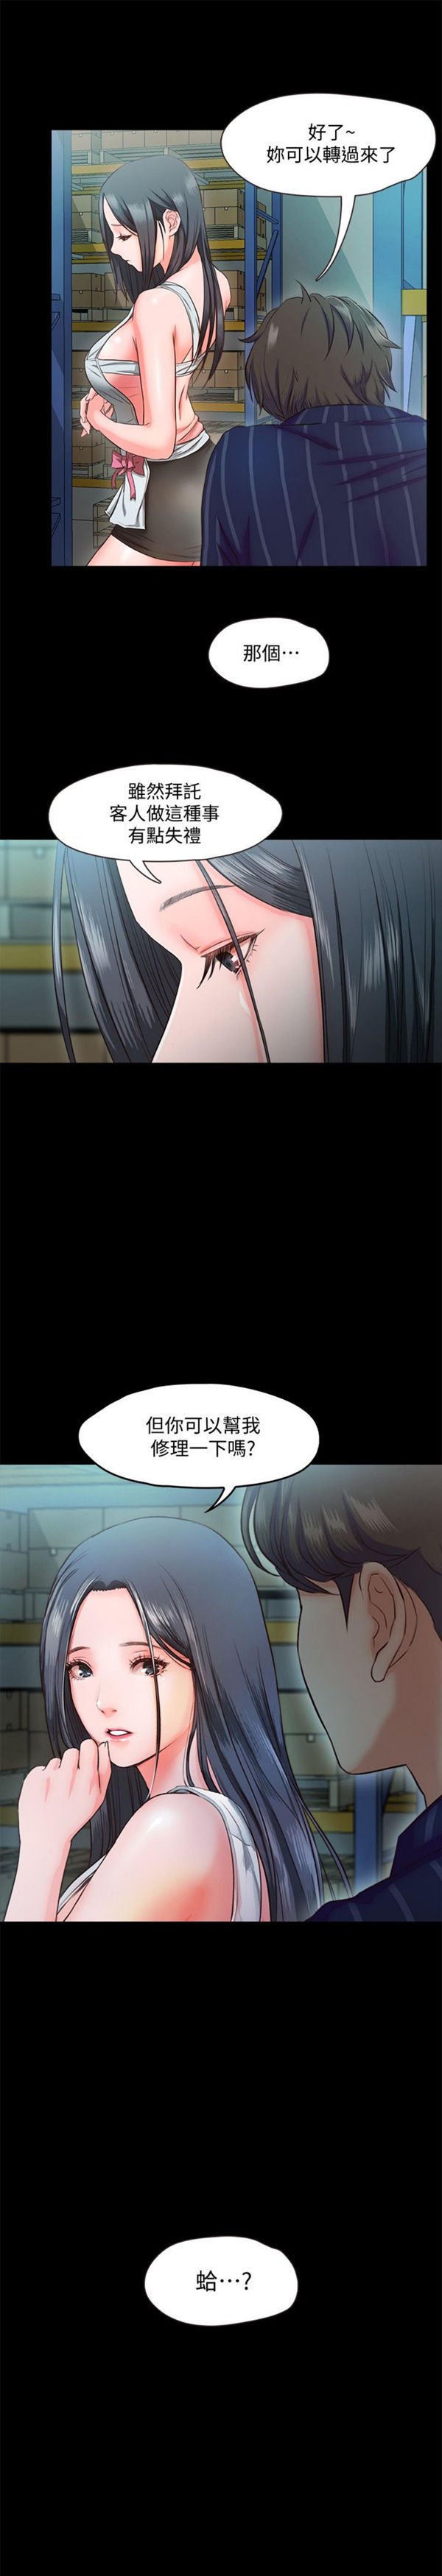 好了~
妳可以轉過來了
那個…
雖然拜託
客人做這種事
有點失禮
但你可以幫我
修理一下嗎?
蛤…?